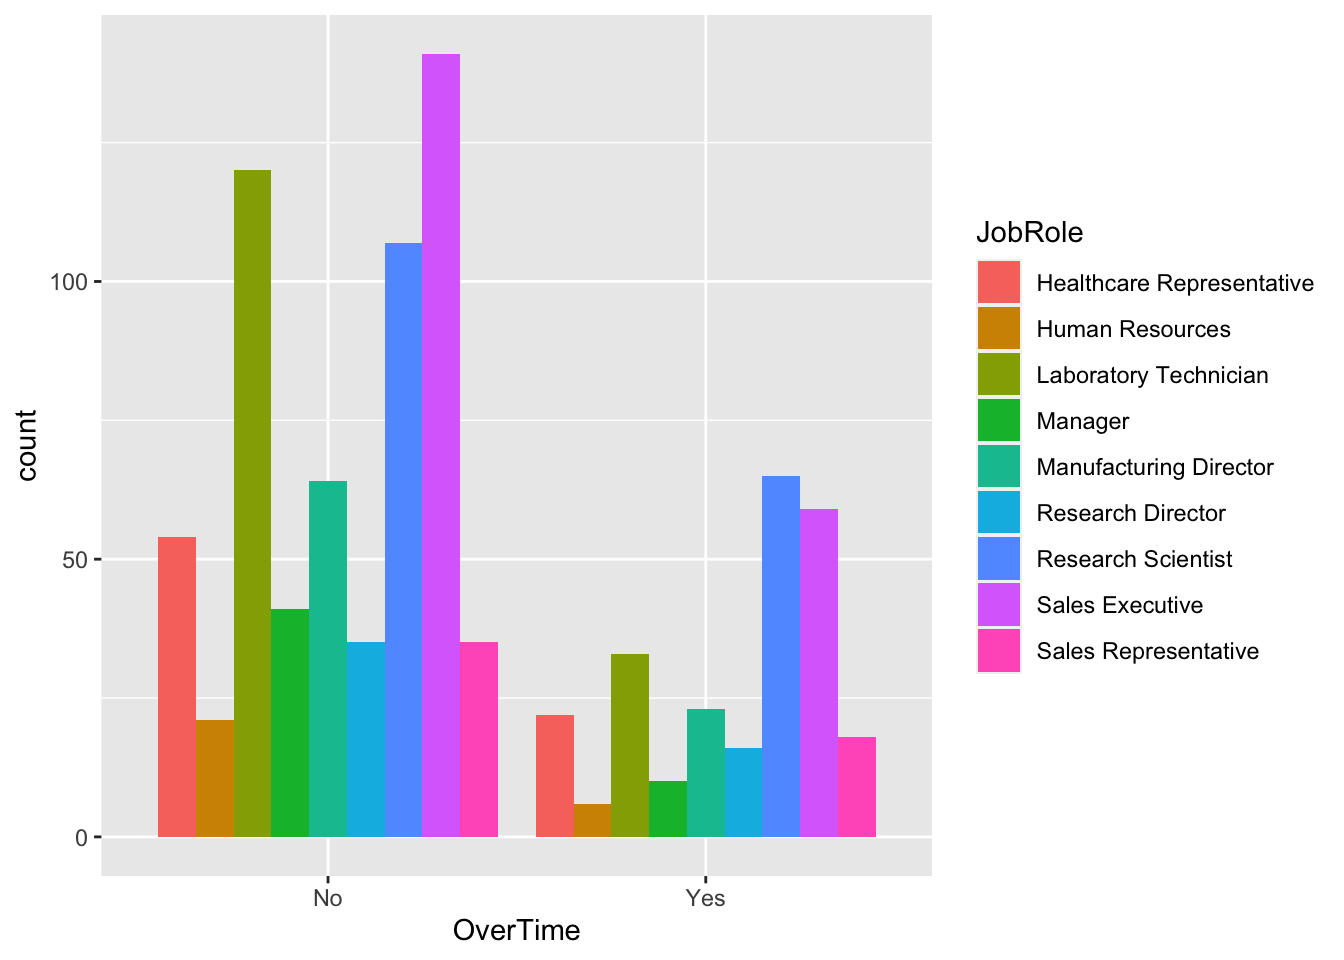 100
50
0
count
No
Yes
OverTime
JobRole
Healthcare Representative
Human Resources
Laboratory Technician
Manager
Manufacturing Director
Research Director
Research Scientist
Sales Executive
Sales Representative